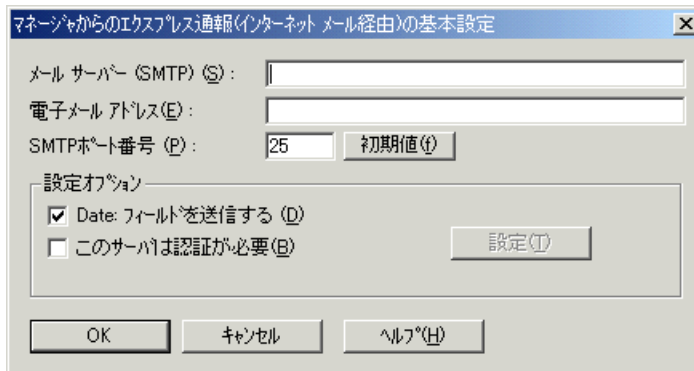 マネージャからのエクスプレス通報(インターネット メール経由)の基本設定
メール サーバー (SMTP) (S) :
電子メール アドレス(E) :
SMTPポート番号 (P) : 25 初期値(f)
設定オプション
Date: フィールドを送信する (D)
このサーバは認証が必要(B) 設定(T)
OK キャンセル ヘルプ(H)